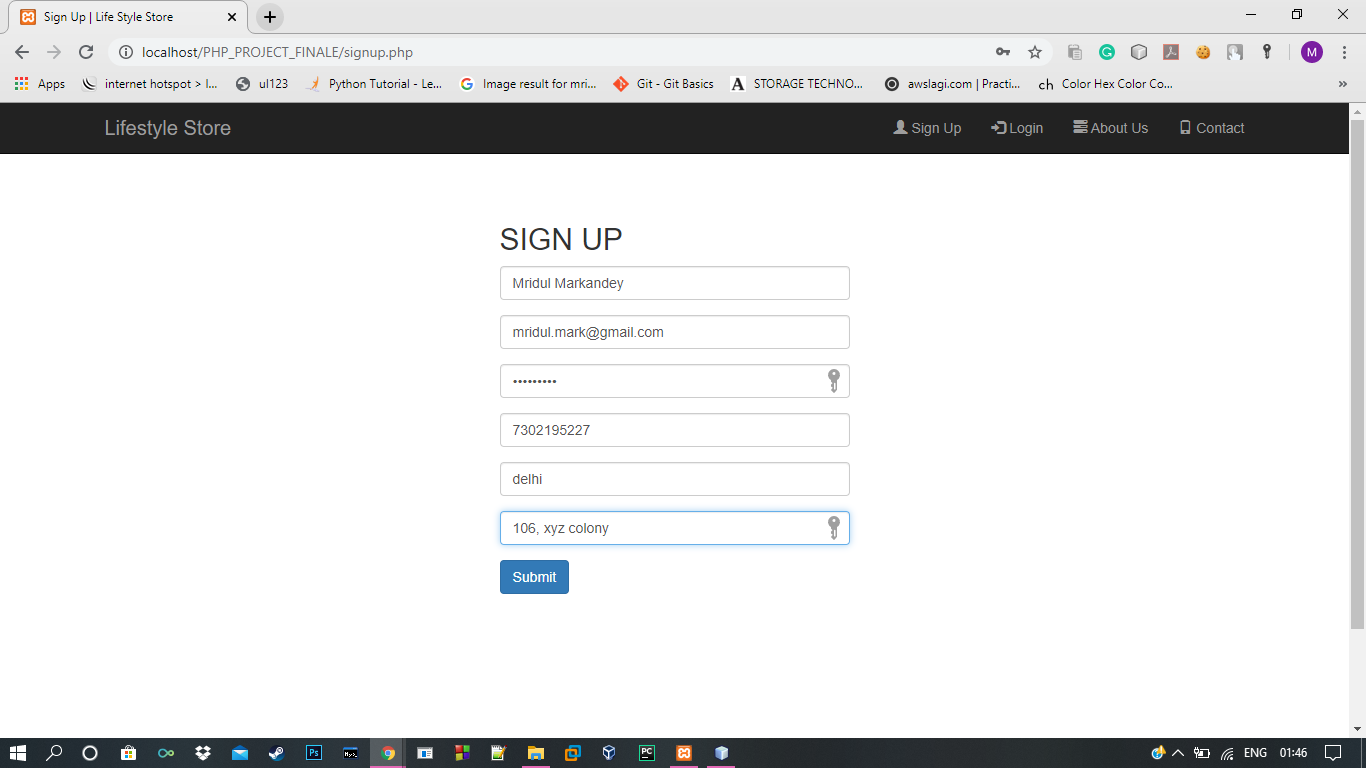 Sign Up | Life Style Store
localhost/PHP_PROJECT_FINALE/signup.php
M
Apps internet hotspot > l... ul123 Python Tutorial - Le... Image result for mri... Git - Git Basics A STORAGE TECHNO... awslagi.com | Practi... ch Color Hex Color Co... »
Lifestyle Store Sign Up Login About Us Contact
SIGN UP
Mridul Markandey
mridul.mark@gmail.com
•••••••••
7302195227
delhi
106, xyz colony
Submit
Ps PC ENG 01:46